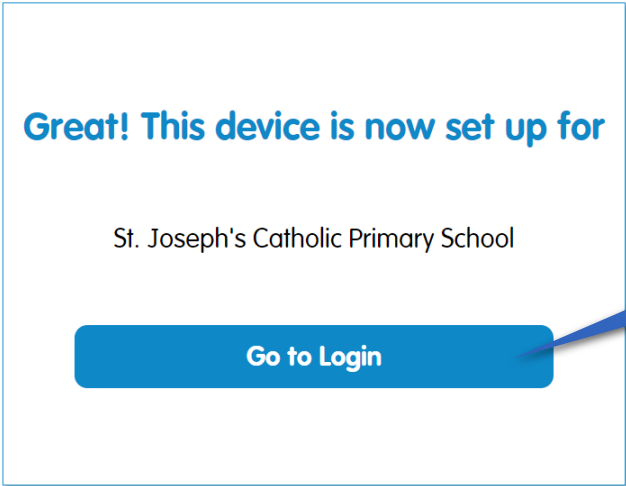 Great! This device is now set up for
St. Joseph's Catholic Primary School
Go to Login